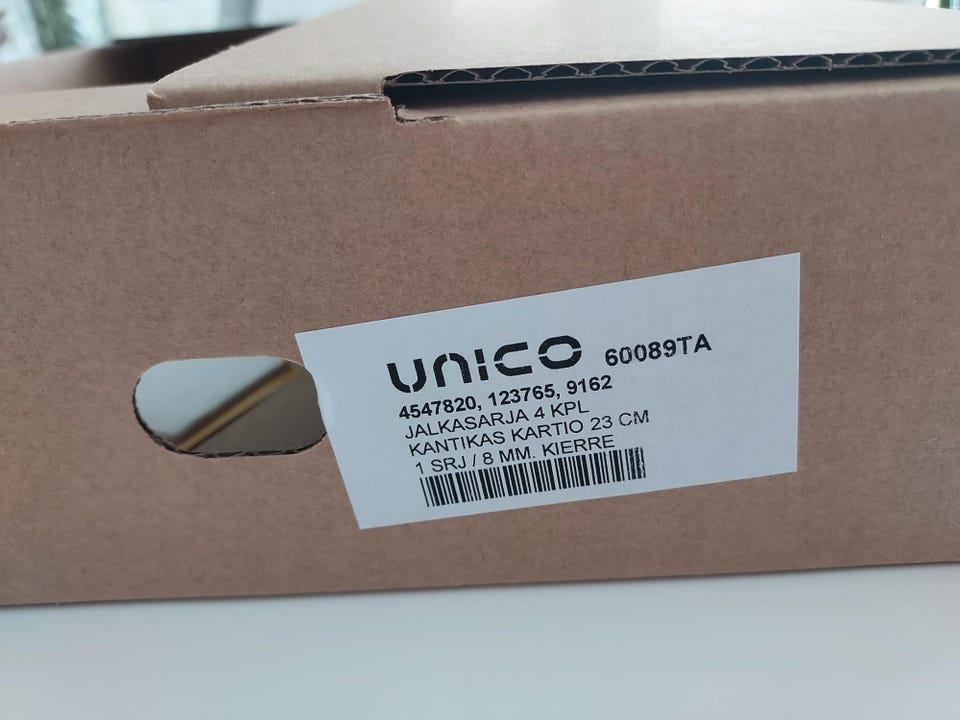 UNICO 60089TA
4547820, 123765, 9162
JALKASARJA 4 KPL
KANTIKAS KARTIO 23 CM
1 SRJ / 8 MM. KIERRE